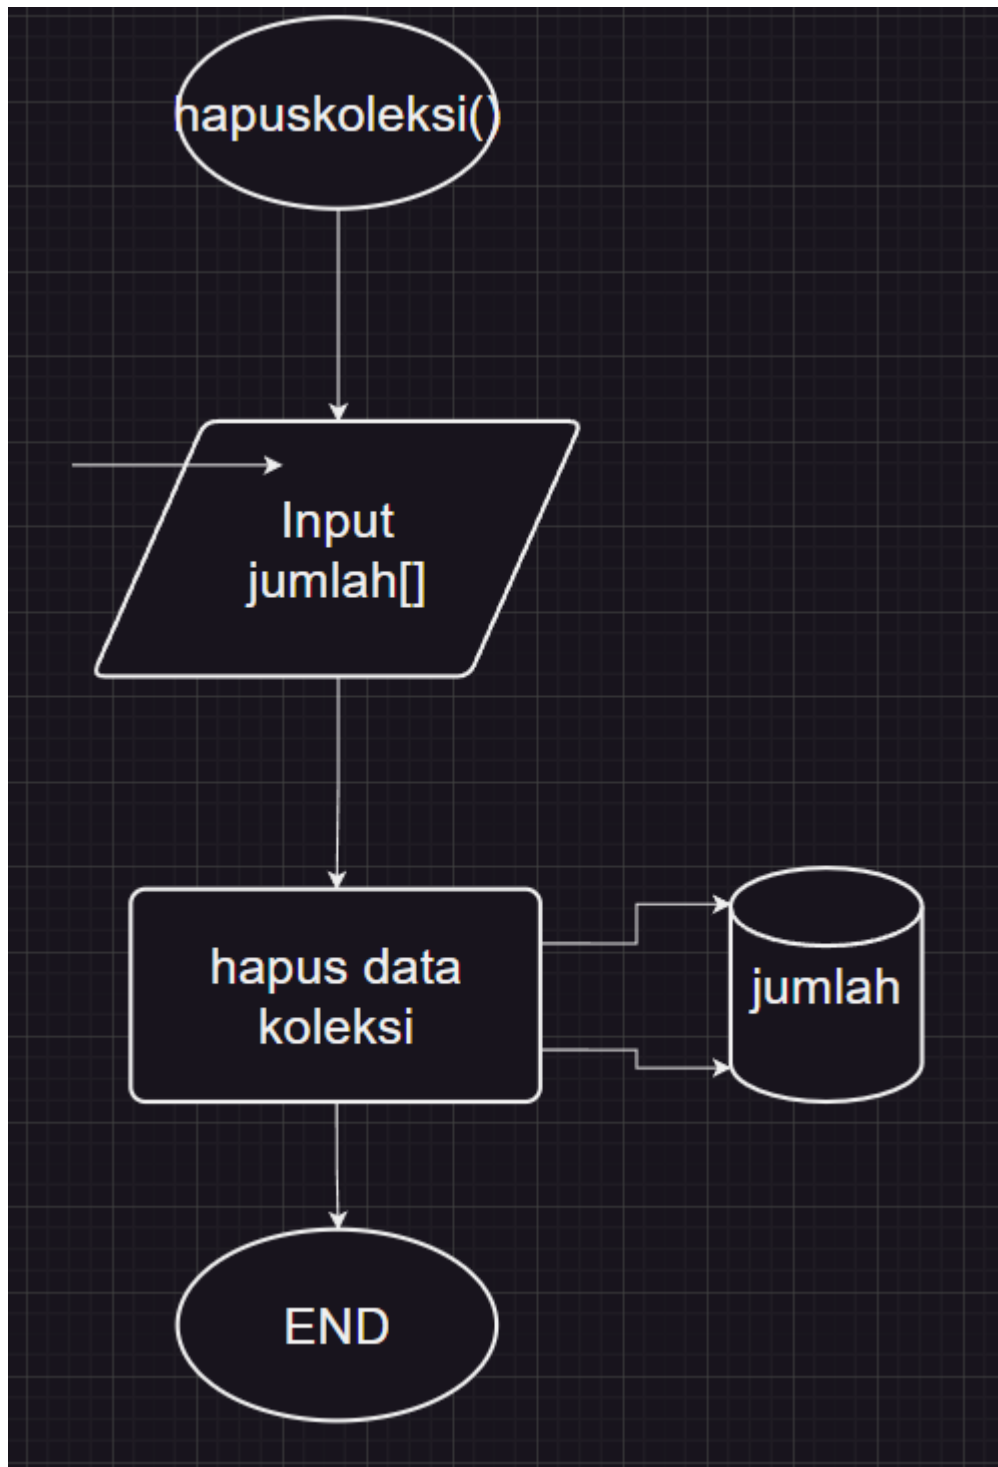 hapuskoleksi()
Input
jumlah[]
hapus data
koleksi
jumlah
END